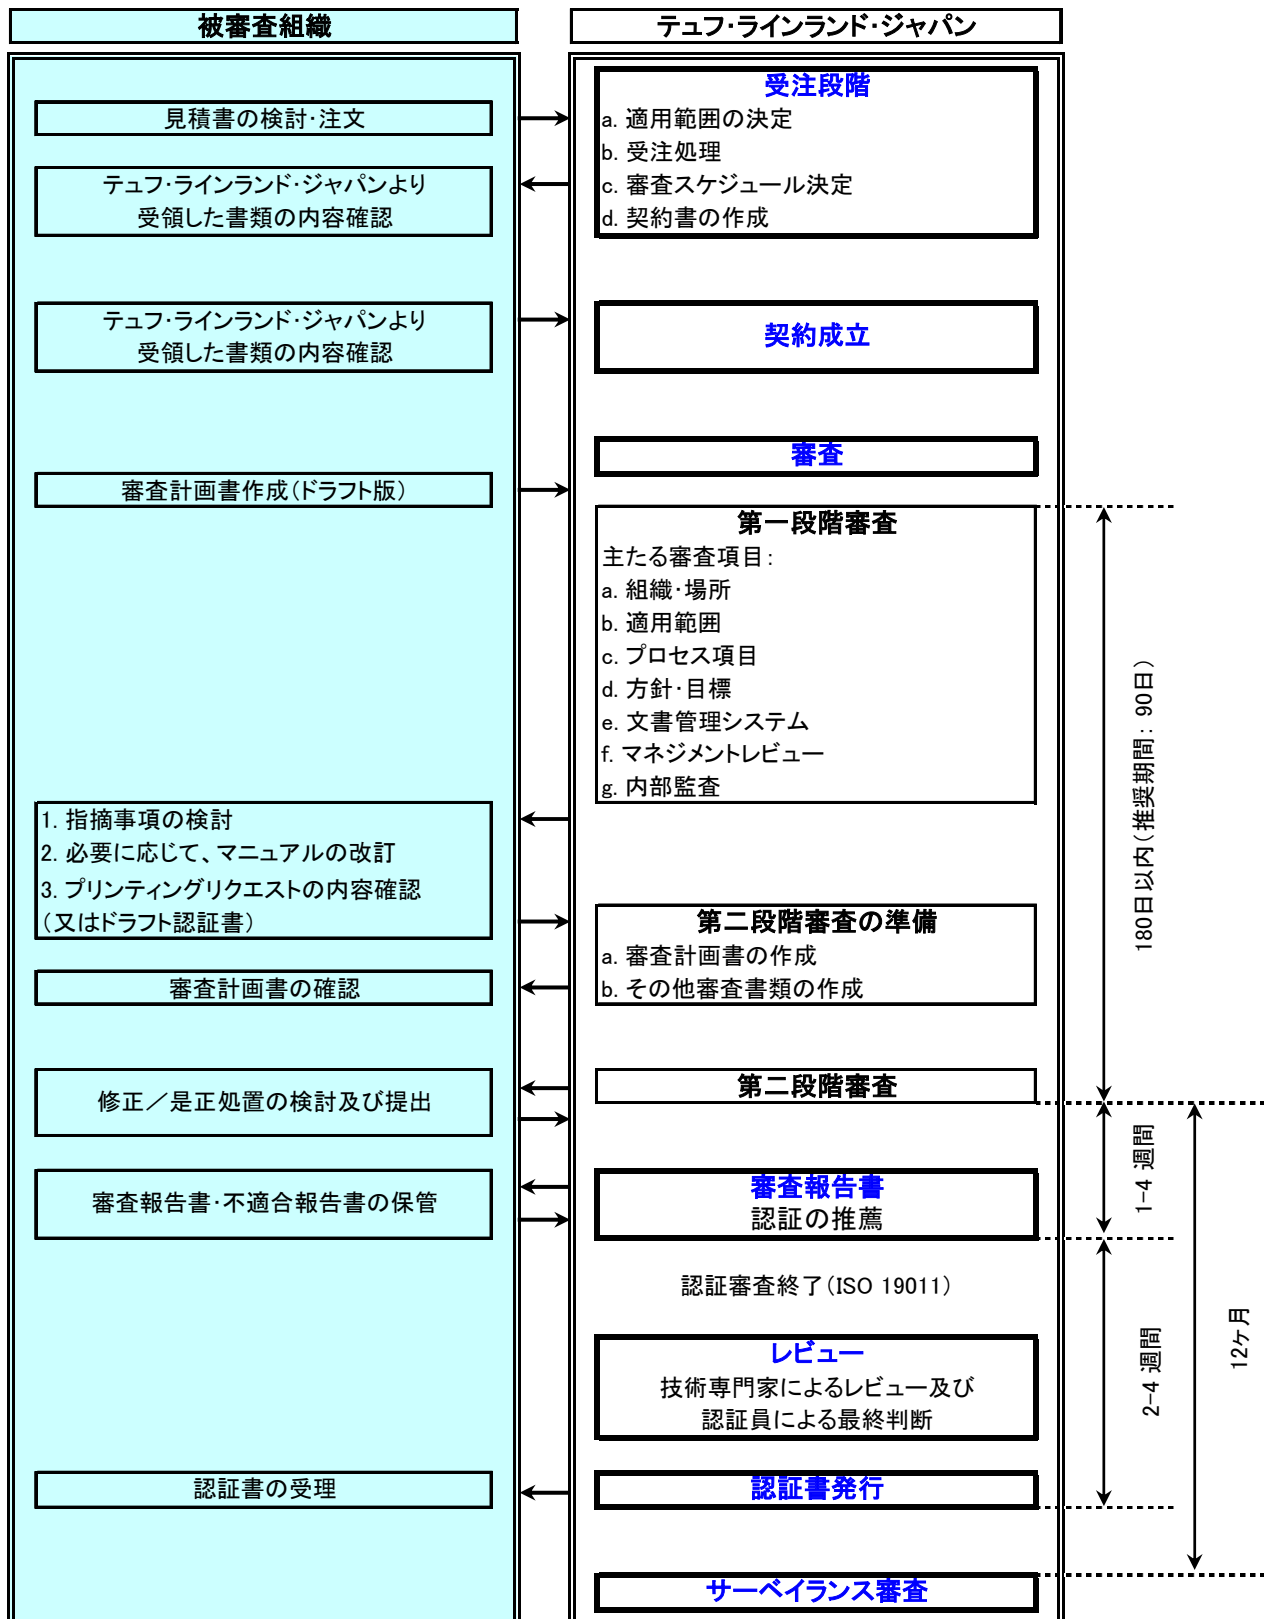 被審査組織
テュフ・ラインランド・ジャパン
受注段階
見積書の検討・注文
a. 適用範囲の決定
b. 受注処理
テュフ・ラインランド・ジャパンより
受領した書類の内容確認
c. 審査スケジュール決定
d. 契約書の作成
テュフ・ラインランド・ジャパンより
受領した書類の内容確認
契約成立
審査
審査計画書作成(ドラフト版)
第一段階審査
主たる審査項目:
a. 組織・場所
b. 適用範囲
c. プロセス項目
d. 方針・目標
e. 文書管理システム
f. マネジメントレビュー
g. 内部監査
180日以内(推奨期間: 90日)
1. 指摘事項の検討
2. 必要に応じて、マニュアルの改訂
3. プリンティングリクエストの内容確認
(又はドラフト認証書)
第二段階審査の準備
a. 審査計画書の作成
b. その他審査書類の作成
審査計画書の確認
第二段階審査
修正／是正処置の検討及び提出
1-4 週間
審査報告書・不適合報告書の保管
審査報告書
認証の推薦
認証審査終了(ISO 19011)
12ヶ月
レビュー
技術専門家によるレビュー及び
認証員による最終判断
2-4 週間
認証書の受理
認証書発行
サーベイランス審査